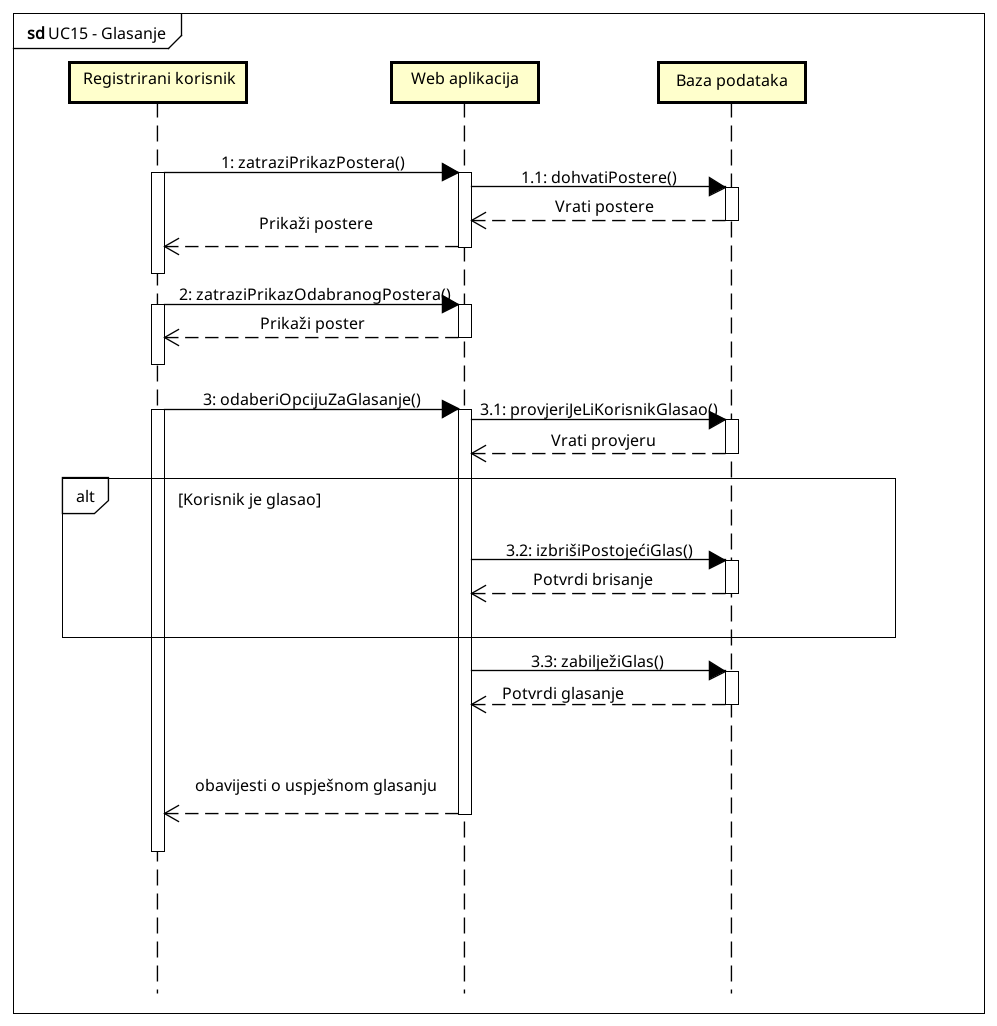 sd UC15 - Glasanje
Registrirani korisnik
Web aplikacija
Baza podataka
1: zatraziPrikazPostera()
1.1: dohvatiPostere()
Vrati postere
Prikaži postere
2: zatraziPrikazOdabranogPostera()
Prikaži poster
3: odaberiOpcijuZaGlasanje()
3.1: provjeriJeLiKorisnikGlasao()
Vrati provjeru
alt
[Korisnik je glasao]
3.2: izbrišiPostojećiGlas()
Potvrdi brisanje
3.3: zabilježiGlas()
Potvrdi glasanje
obavijesti o uspješnom glasanju